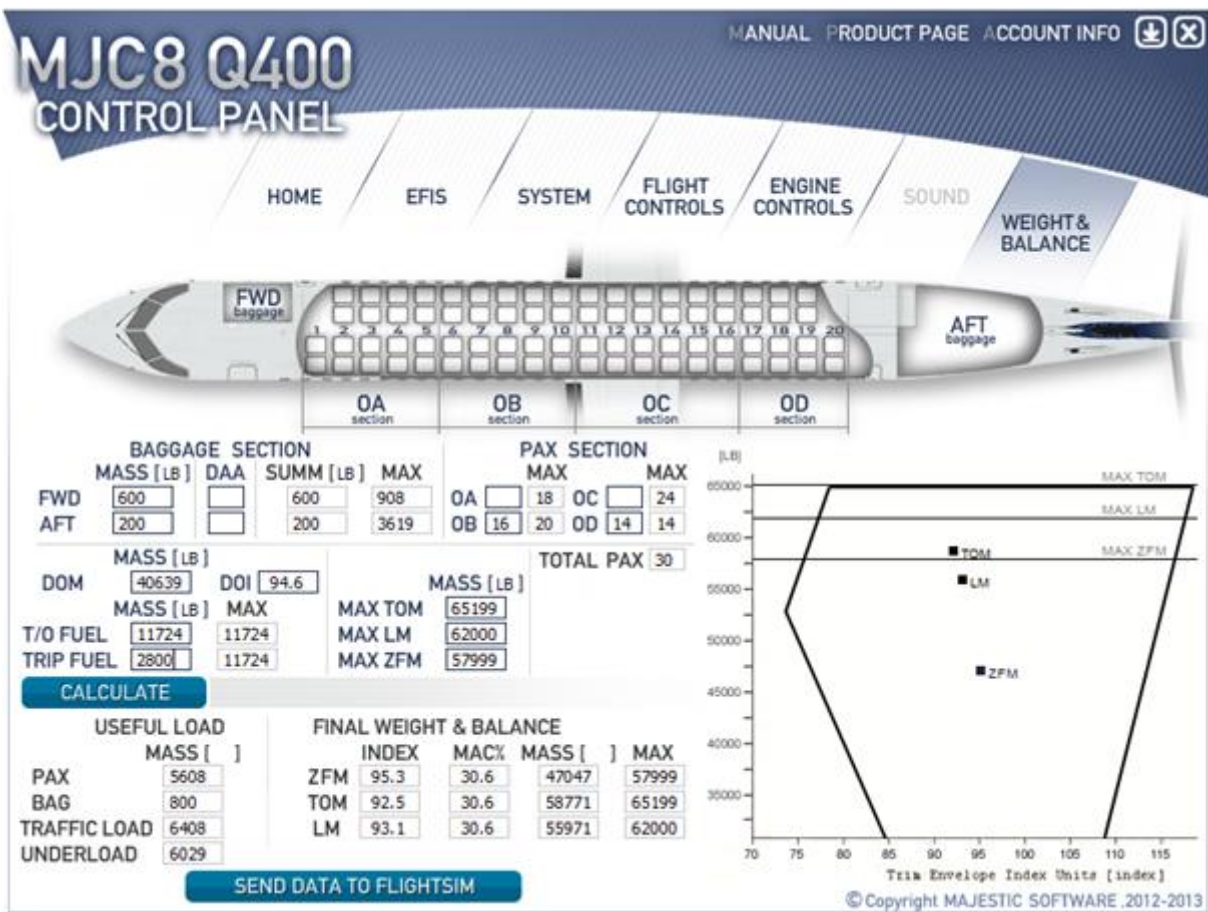 MANUAL PRODUCT PAGE ACCOUNT INFO
MJC8 Q400
CONTROL PANEL
HOME EFIS SYSTEM FLIGHT CONTROLS ENGINE CONTROLS SOUND WEIGHT & BALANCE
FWD baggage
AFT baggage
1 2 3 4 5 6 7 8 9 10 11 12 13 14 15 16 17 18 19 20
OA section OB section OC section OD section
BAGGAGE SECTION
MASS [LB] DAA SUMM [LB] MAX
FWD 600 600 908
AFT 200 200 3619
PAX SECTION
MAX MAX
OA 18 OC 24
OB 16 20 OD 14 14
TOTAL PAX 30
MASS [LB]
DOM 40639 DOI 94.6
MASS [LB] MAX
T/O FUEL 11724 11724
TRIP FUEL 2800 11724
MASS [LB]
MAX TOM 65199
MAX LM 62000
MAX ZFM 57999
CALCULATE
USEFUL LOAD
MASS [ ]
PAX 5608
BAG 800
TRAFFIC LOAD 6408
UNDERLOAD 6029
FINAL WEIGHT & BALANCE
INDEX MAC% MASS [ ] MAX
ZFM 95.3 30.6 47047 57999
TOM 92.5 30.6 58771 65199
LM 93.1 30.6 55971 62000
SEND DATA TO FLIGHTSIM
[LB]
65000 MAX TOM
MAX LM
60000
MAX ZFM
TOM
55000 LM
50000
ZFM
45000
40000
35000
70 75 80 85 90 95 100 105 110 115
Trim Envelope Index Units [index]
© Copyright MAJESTIC SOFTWARE ,2012-2013